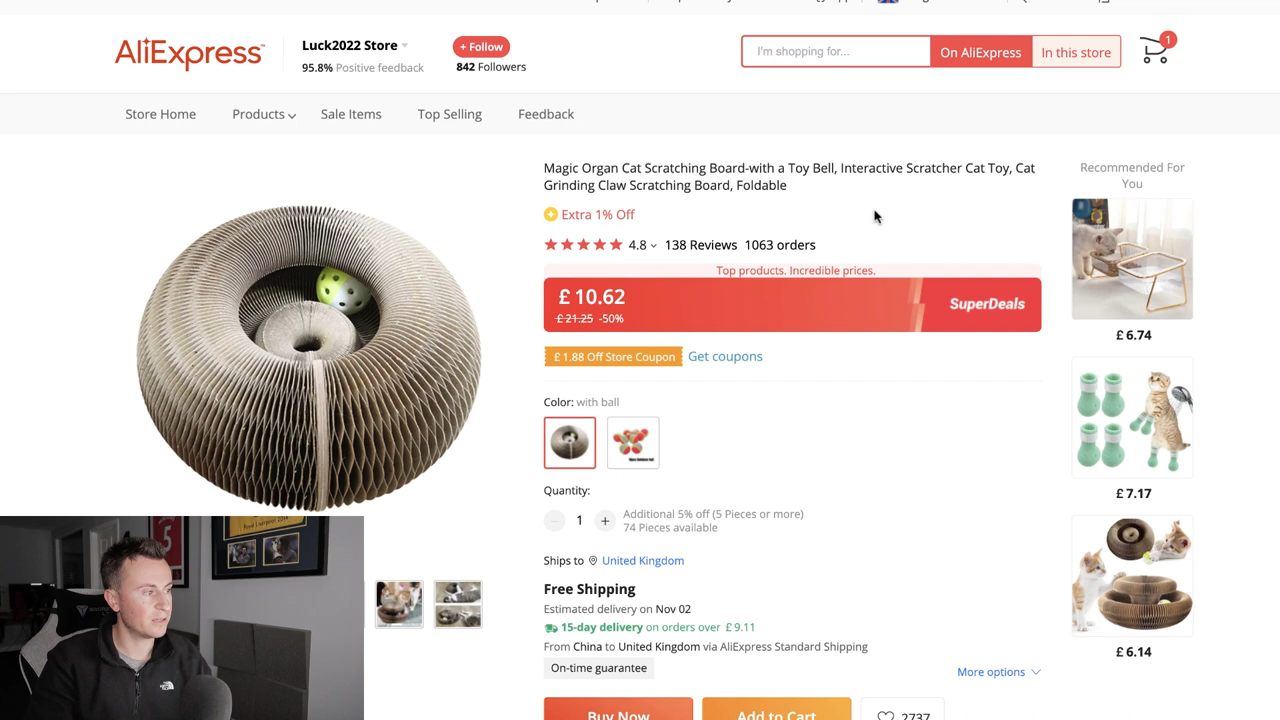 AliExpress™
Luck2022 Store
95.8% Positive feedback
+ Follow
842 Followers
I'm shopping for...
On AliExpress
In this store
1
Store Home
Products
Sale Items
Top Selling
Feedback
Magic Organ Cat Scratching Board-with a Toy Bell, Interactive Scratcher Cat Toy, Cat
Grinding Claw Scratching Board, Foldable
Extra 1% Off
4.8
138 Reviews
1063 orders
Top products. Incredible prices.
£ 10.62
£ 21.25 -50%
SuperDeals
£ 1.88 Off Store Coupon
Get coupons
Color: with ball
Quantity:
1
+
Additional 5% off (5 Pieces or more)
74 Pieces available
Ships to
United Kingdom
Free Shipping
Estimated delivery on Nov 02
15-day delivery on orders over £ 9.11
From China to United Kingdom via AliExpress Standard Shipping
On-time guarantee
More options
Buy Now
Add to Cart
2737
Recommended For
You
£ 6.74
£ 7.17
£ 6.14